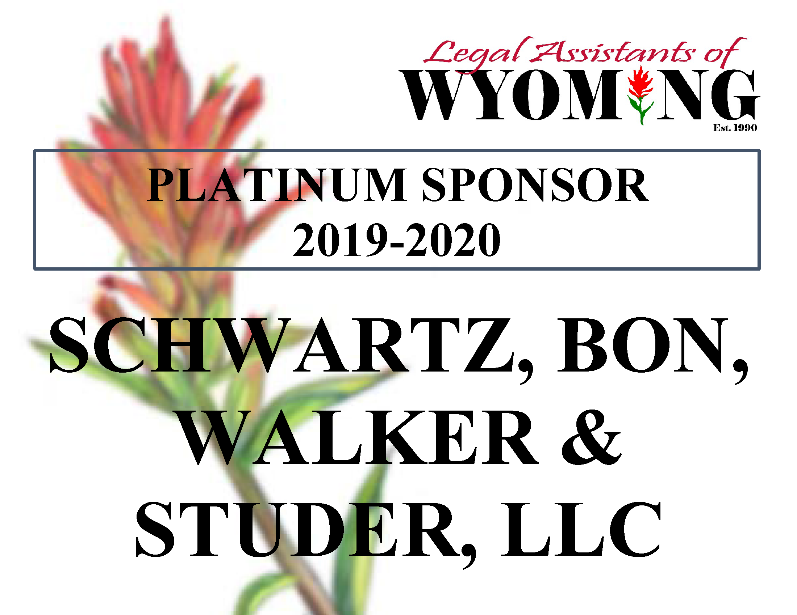 Legal Assistants of
WYOMING
Est. 1990
PLATINUM SPONSOR
2019-2020
SCHWARTZ, BON,
WALKER &
STUDER, LLC